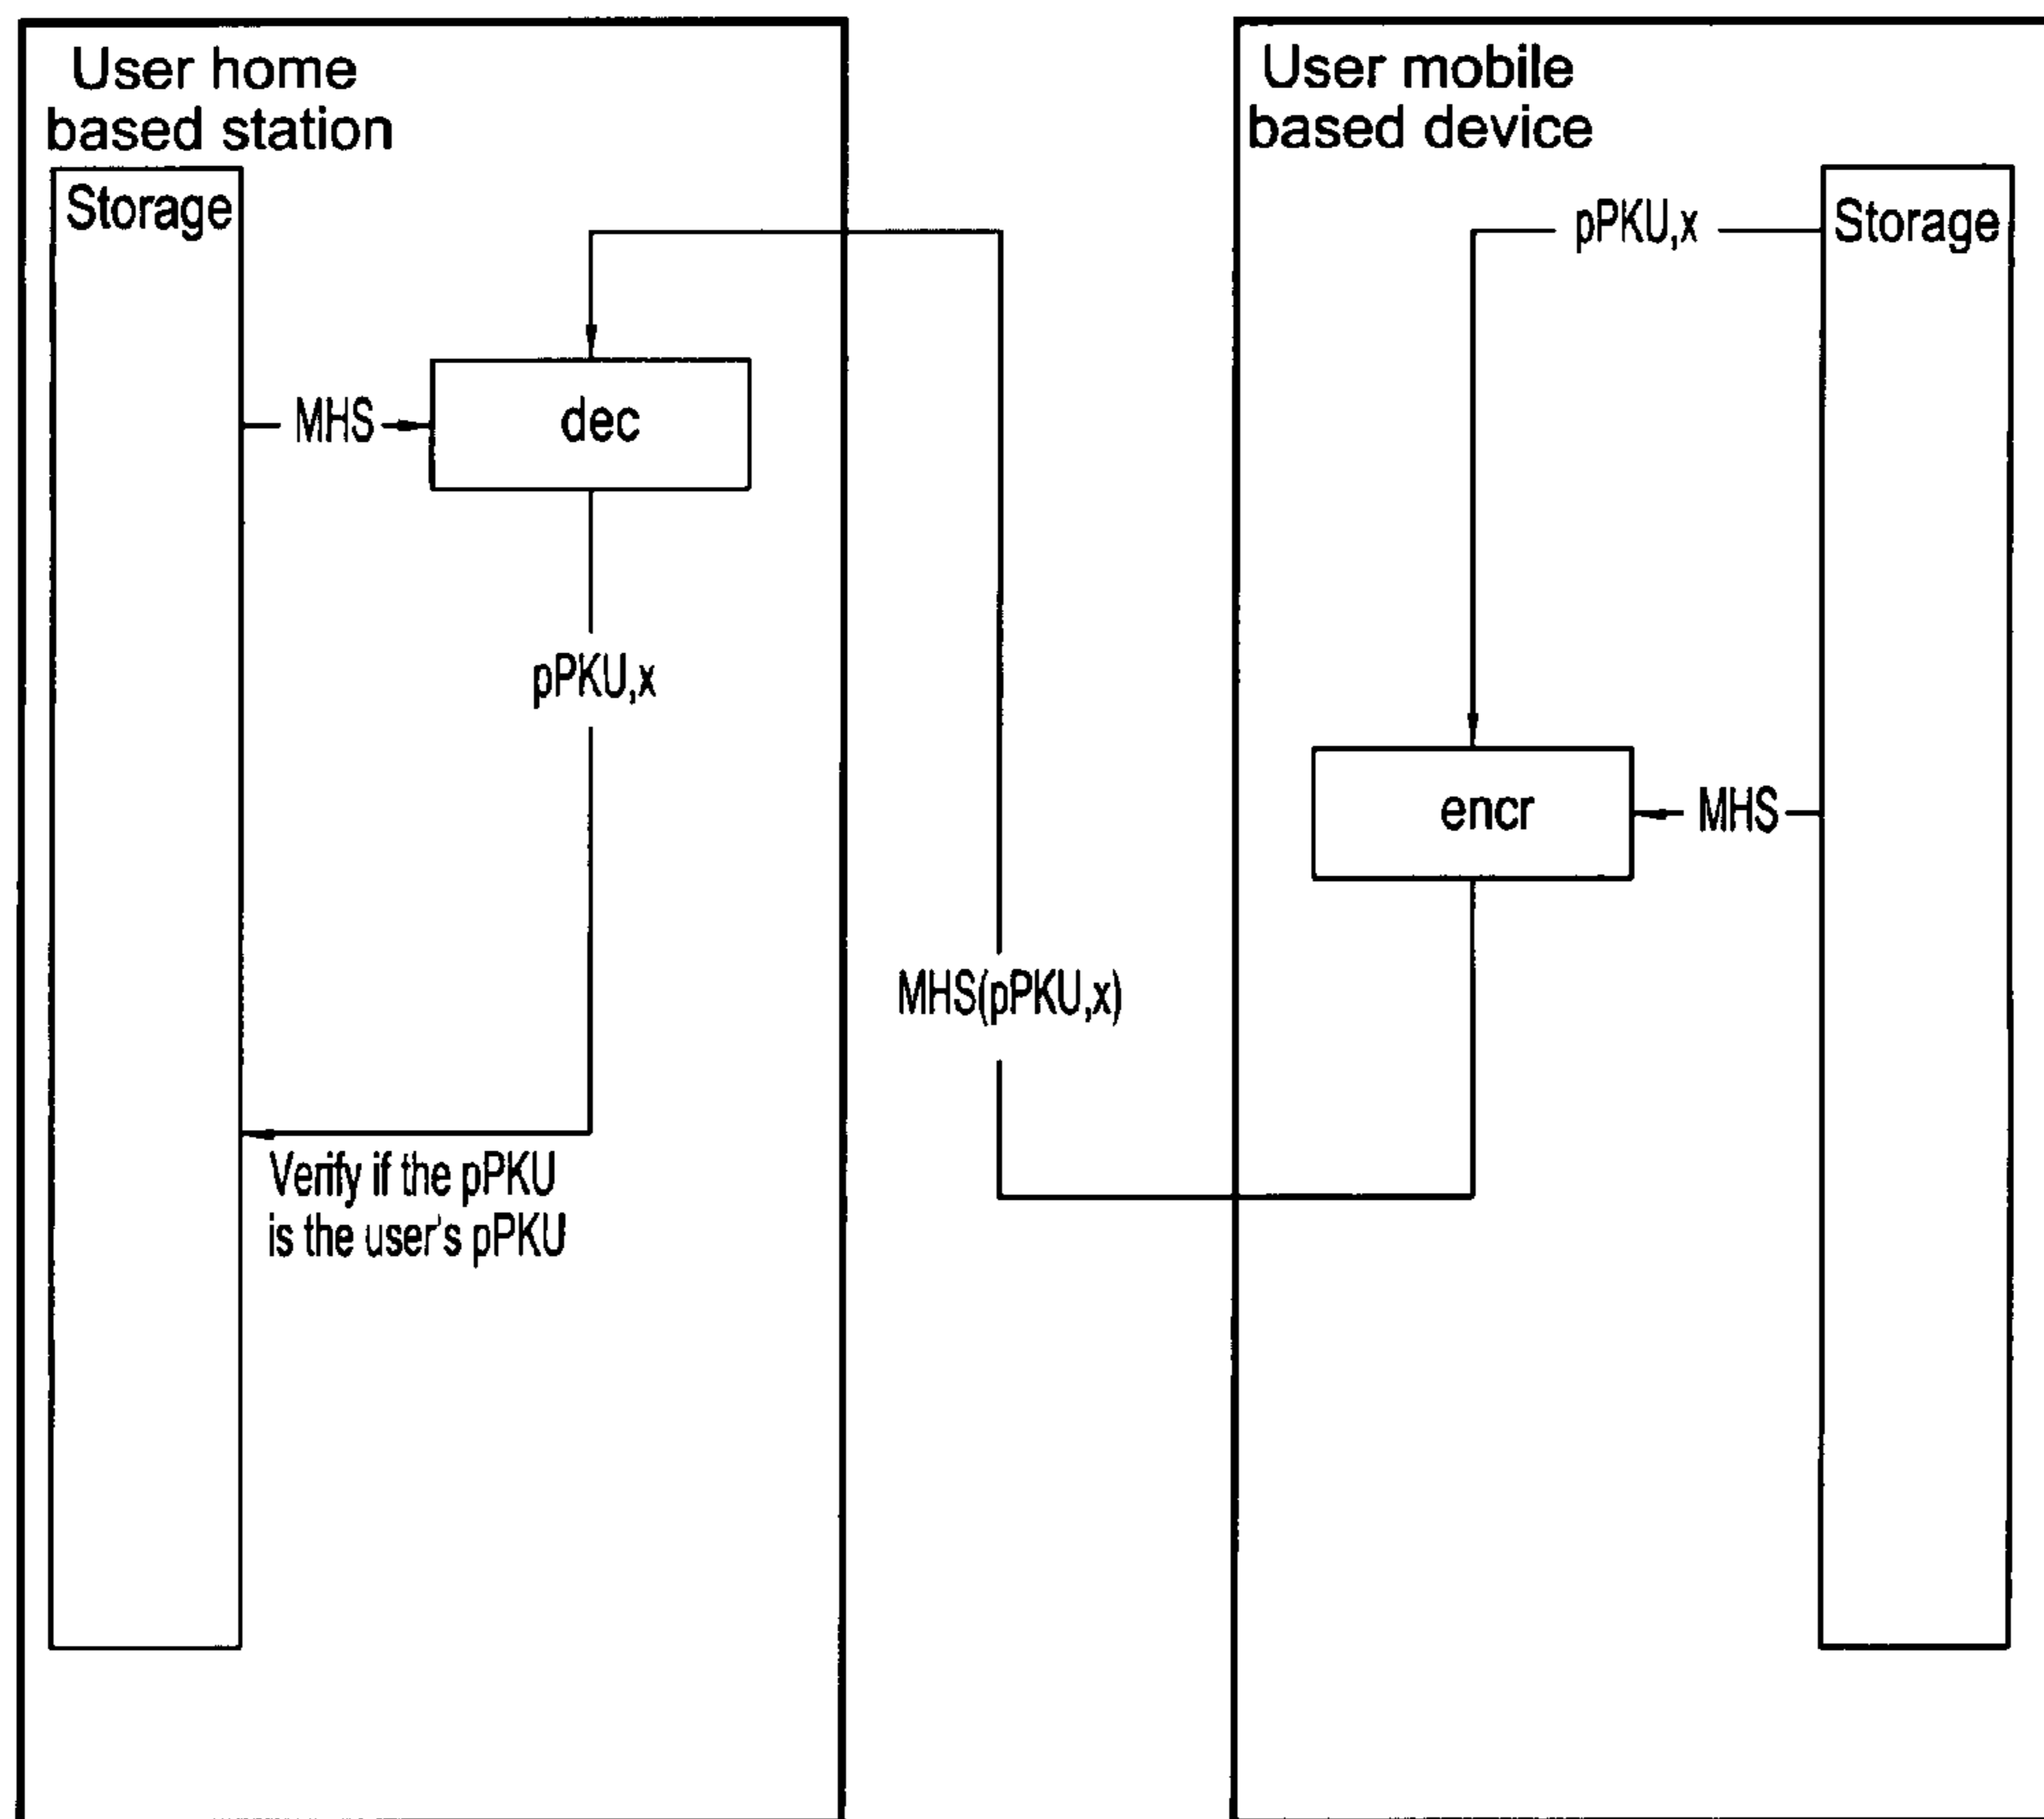 User home
based station
Storage
MHS
dec
pPKU,x
Verify if the pPKU
is the user's pPKU
MHS(pPKU,x)
User mobile
based device
pPKU,x
Storage
encr
MHS